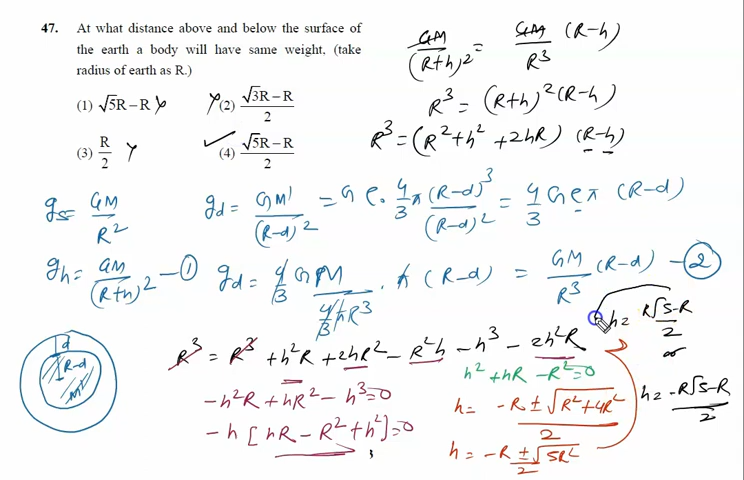 47. At what distance above and below the surface of
the earth a body will have same weight, (take
radius of earth as R.)
(1) √5R – R
(2) (√3R – R)/2
(3) R/2
(4) (√5R – R)/2
GM/(R+h)² = GM/R³ (R-h)
R³ = (R+h)² (R-h)
R³ = (R² + h² + 2hR) (R-h)
gs = GM/R²
gd = GM'/(R-d)² = G ρ. 4/3 π (R-d)³/(R-d)² = 4/3 G ρ π (R-d)
gh = GM/(R+h)² - ①
gd = 4/3 G M/(4/3 π R³) . π (R-d) = GM/R³ (R-d) - ②
d
R-d
M'
R³ = R³ + h²R + 2hR² - R²h - h³ - 2h²R
-h²R + hR² - h³ = 0
-h [hR - R² + h²] = 0
h² + hR - R² = 0
h = (-R ± √(R² + 4R²))/2
h = (-R ± √(5R²))/2
h = (R√5-R)/2
or
h = (-R√5-R)/2